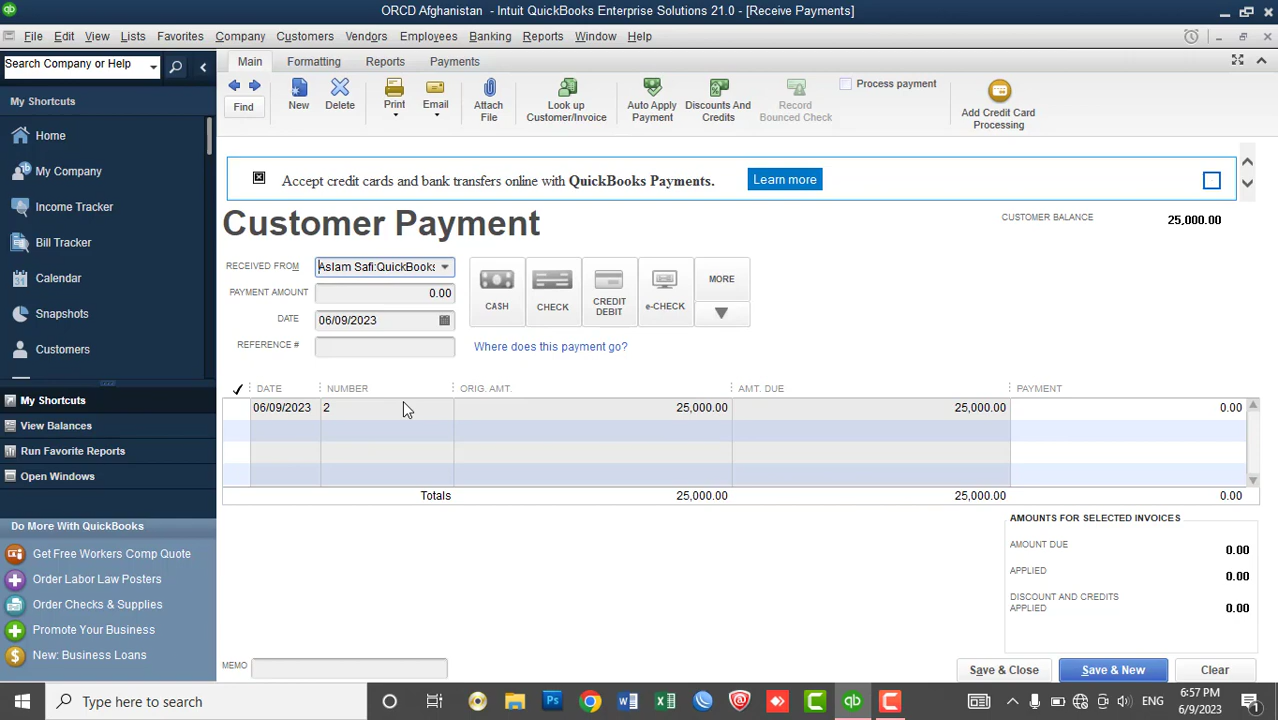 ORCD Afghanistan - Intuit QuickBooks Enterprise Solutions 21.0 - [Receive Payments]
File Edit View Lists Favorites Company Customers Vendors Employees Banking Reports Window Help
Search Company or Help
My Shortcuts
Home
My Company
Income Tracker
Bill Tracker
Calendar
Snapshots
Customers
My Shortcuts
View Balances
Run Favorite Reports
Open Windows
Do More With QuickBooks
Get Free Workers Comp Quote
Order Labor Law Posters
Order Checks & Supplies
Promote Your Business
New: Business Loans
Main Formatting Reports Payments
Find
New
Delete
Print
Email
Attach
File
Look up
Customer/Invoice
Auto Apply
Payment
Discounts And
Credits
Record
Bounced Check
Process payment
Add Credit Card
Processing
Accept credit cards and bank transfers online with QuickBooks Payments. Learn more
Customer Payment
CUSTOMER BALANCE 25,000.00
RECEIVED FROM Aslam Safi:QuickBooks
PAYMENT AMOUNT 0.00
DATE 06/09/2023
REFERENCE #
CASH
CHECK
CREDIT
DEBIT
e-CHECK
MORE
Where does this payment go?
DATE NUMBER ORIG. AMT. AMT. DUE PAYMENT
06/09/2023 2 25,000.00 25,000.00 0.00
Totals 25,000.00 25,000.00 0.00
AMOUNTS FOR SELECTED INVOICES
AMOUNT DUE 0.00
APPLIED 0.00
DISCOUNT AND CREDITS
APPLIED 0.00
MEMO
Save & Close Save & New Clear
Type here to search
ENG
6:57 PM
6/9/2023
1